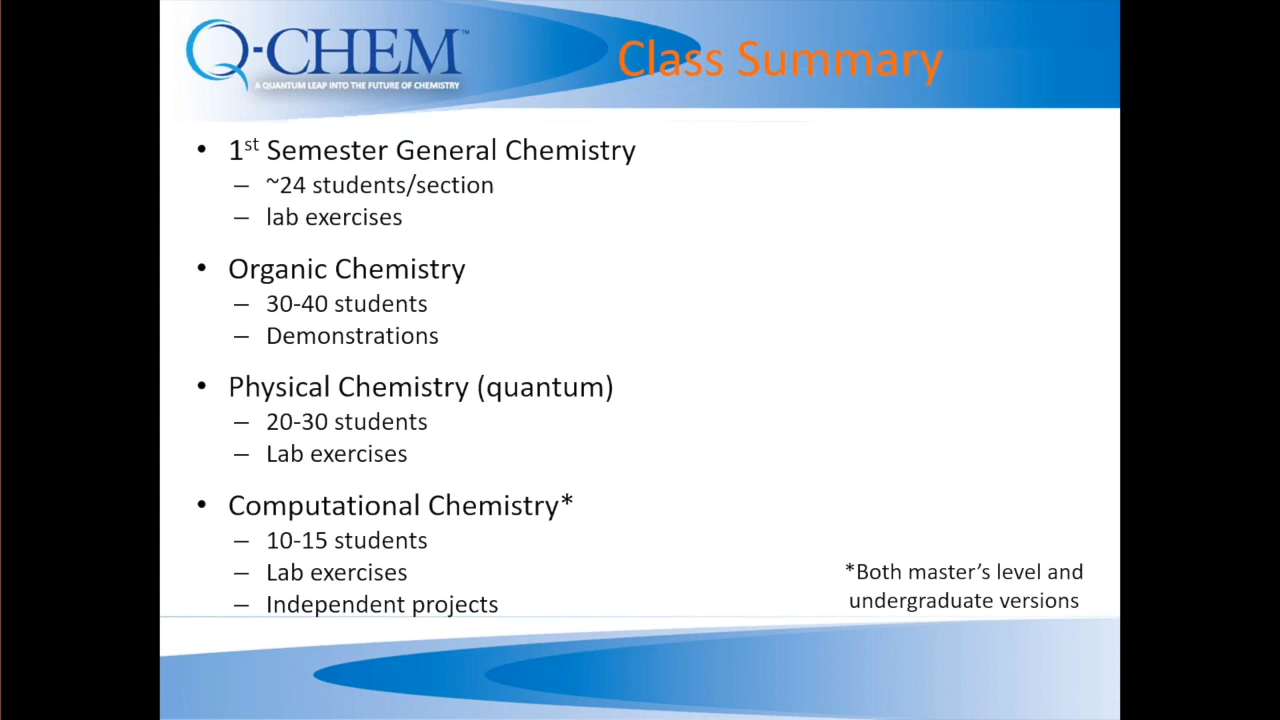 Q-CHEM™
A QUANTUM LEAP INTO THE FUTURE OF CHEMISTRY
Class Summary
• 1st Semester General Chemistry
– ~24 students/section
– lab exercises
• Organic Chemistry
– 30-40 students
– Demonstrations
• Physical Chemistry (quantum)
– 20-30 students
– Lab exercises
• Computational Chemistry*
– 10-15 students
– Lab exercises
– Independent projects
*Both master’s level and
undergraduate versions